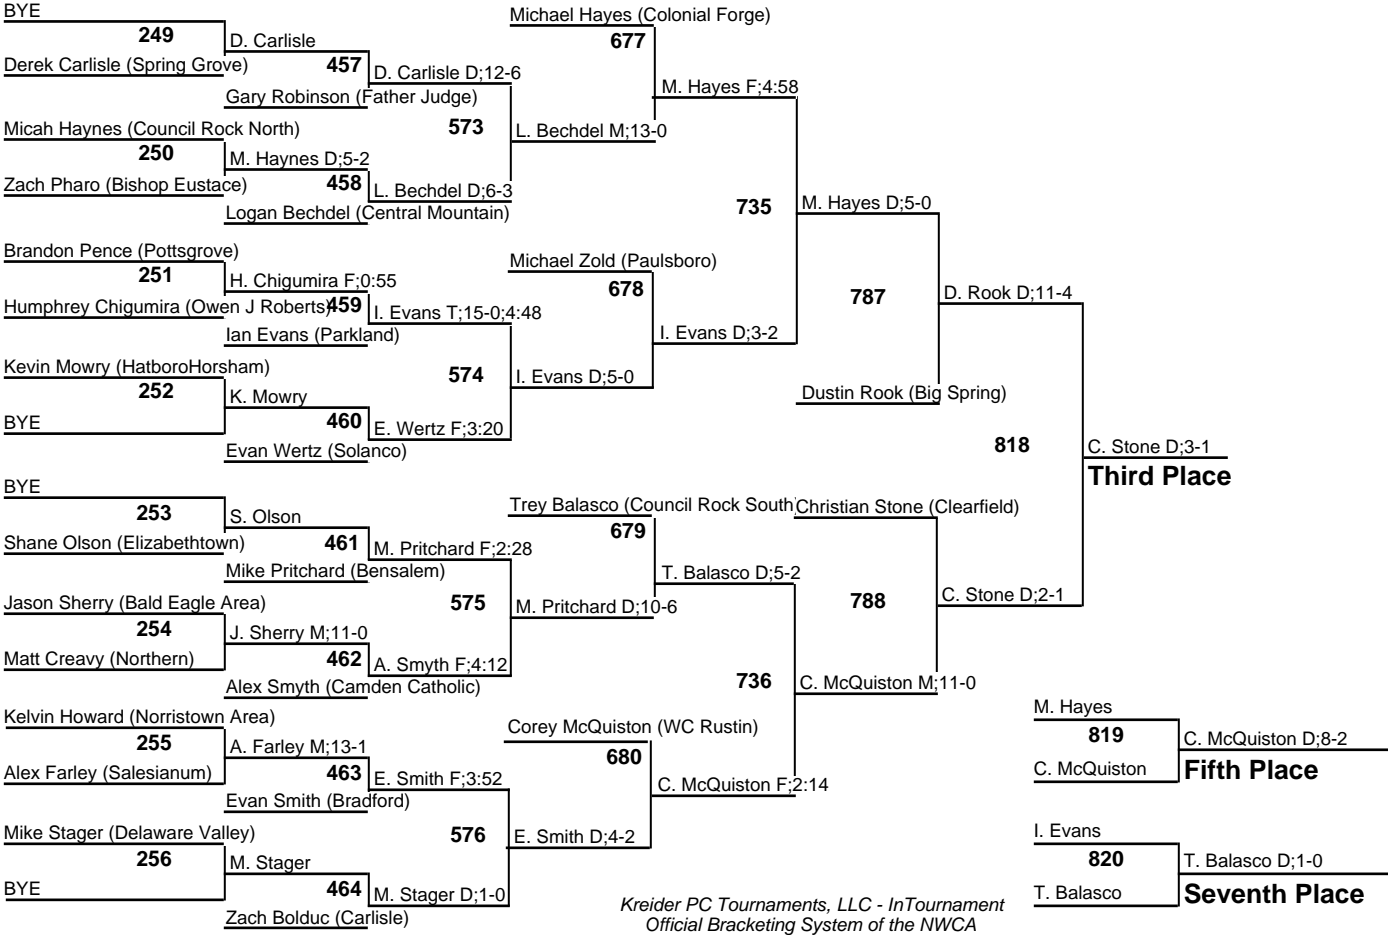 BYE
249
D. Carlisle
Derek Carlisle (Spring Grove)
457
D. Carlisle D;12-6
Gary Robinson (Father Judge)
573
L. Bechdel M;13-0
Micah Haynes (Council Rock North)
250
M. Haynes D;5-2
Zach Pharo (Bishop Eustace)
458
L. Bechdel D;6-3
Logan Bechdel (Central Mountain)
Michael Hayes (Colonial Forge)
677
M. Hayes F;4:58
735
M. Hayes D;5-0
Brandon Pence (Pottsgrove)
251
H. Chigumira F;0:55
Humphrey Chigumira (Owen J Roberts)
459
I. Evans T;15-0;4:48
Ian Evans (Parkland)
574
I. Evans D;5-0
Kevin Mowry (HatboroHorsham)
252
K. Mowry
BYE
460
E. Wertz F;3:20
Evan Wertz (Solanco)
Michael Zold (Paulsboro)
678
I. Evans D;3-2
787
D. Rook D;11-4
Dustin Rook (Big Spring)
818
C. Stone D;3-1
Third Place
BYE
253
S. Olson
Shane Olson (Elizabethtown)
461
M. Pritchard F;2:28
Mike Pritchard (Bensalem)
575
M. Pritchard D;10-6
Jason Sherry (Bald Eagle Area)
254
J. Sherry M;11-0
Matt Creavy (Northern)
462
A. Smyth F;4:12
Alex Smyth (Camden Catholic)
Trey Balasco (Council Rock South)
679
T. Balasco D;5-2
Christian Stone (Clearfield)
788
C. Stone D;2-1
736
C. McQuiston M;11-0
Kelvin Howard (Norristown Area)
255
A. Farley M;13-1
Alex Farley (Salesianum)
463
E. Smith F;3:52
Evan Smith (Bradford)
576
E. Smith D;4-2
Mike Stager (Delaware Valley)
256
M. Stager
BYE
464
M. Stager D;1-0
Zach Bolduc (Carlisle)
Corey McQuiston (WC Rustin)
680
C. McQuiston F;2:14
M. Hayes
819
C. McQuiston D;8-2
C. McQuiston
Fifth Place
I. Evans
820
T. Balasco D;1-0
T. Balasco
Seventh Place
Kreider PC Tournaments, LLC - InTournament
Official Bracketing System of the NWCA